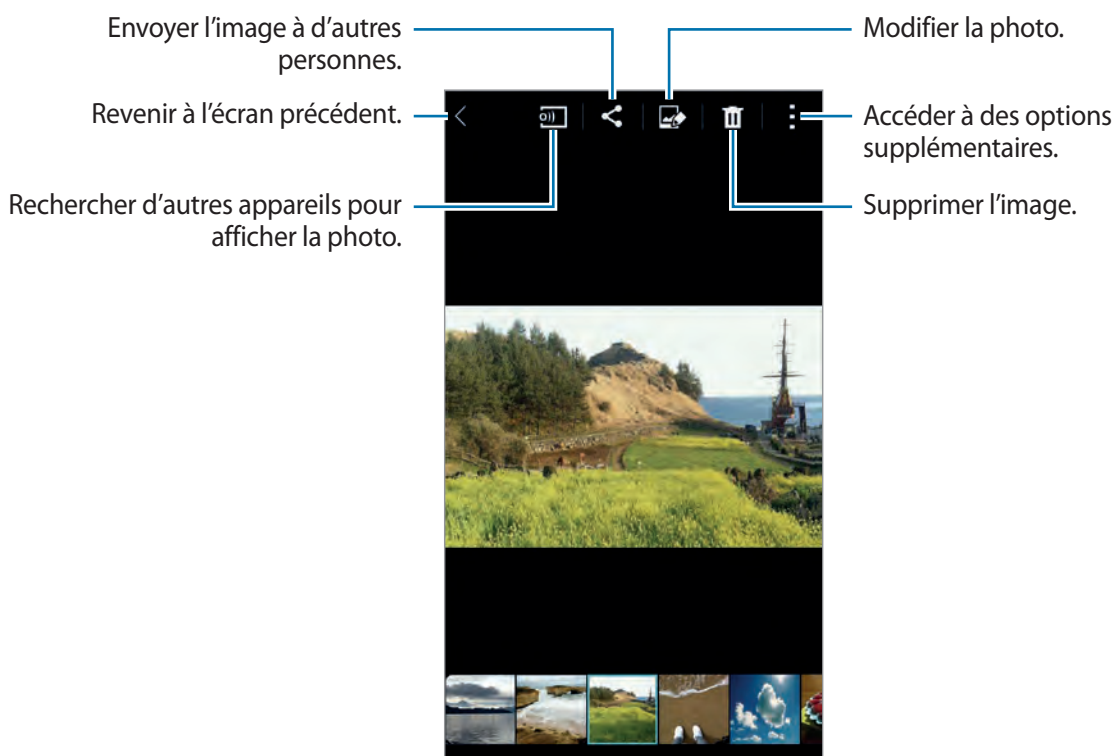 Envoyer l’image à d’autres
personnes.
Revenir à l’écran précédent.
Rechercher d’autres appareils pour
afficher la photo.
Modifier la photo.
Accéder à des options
supplémentaires.
Supprimer l’image.